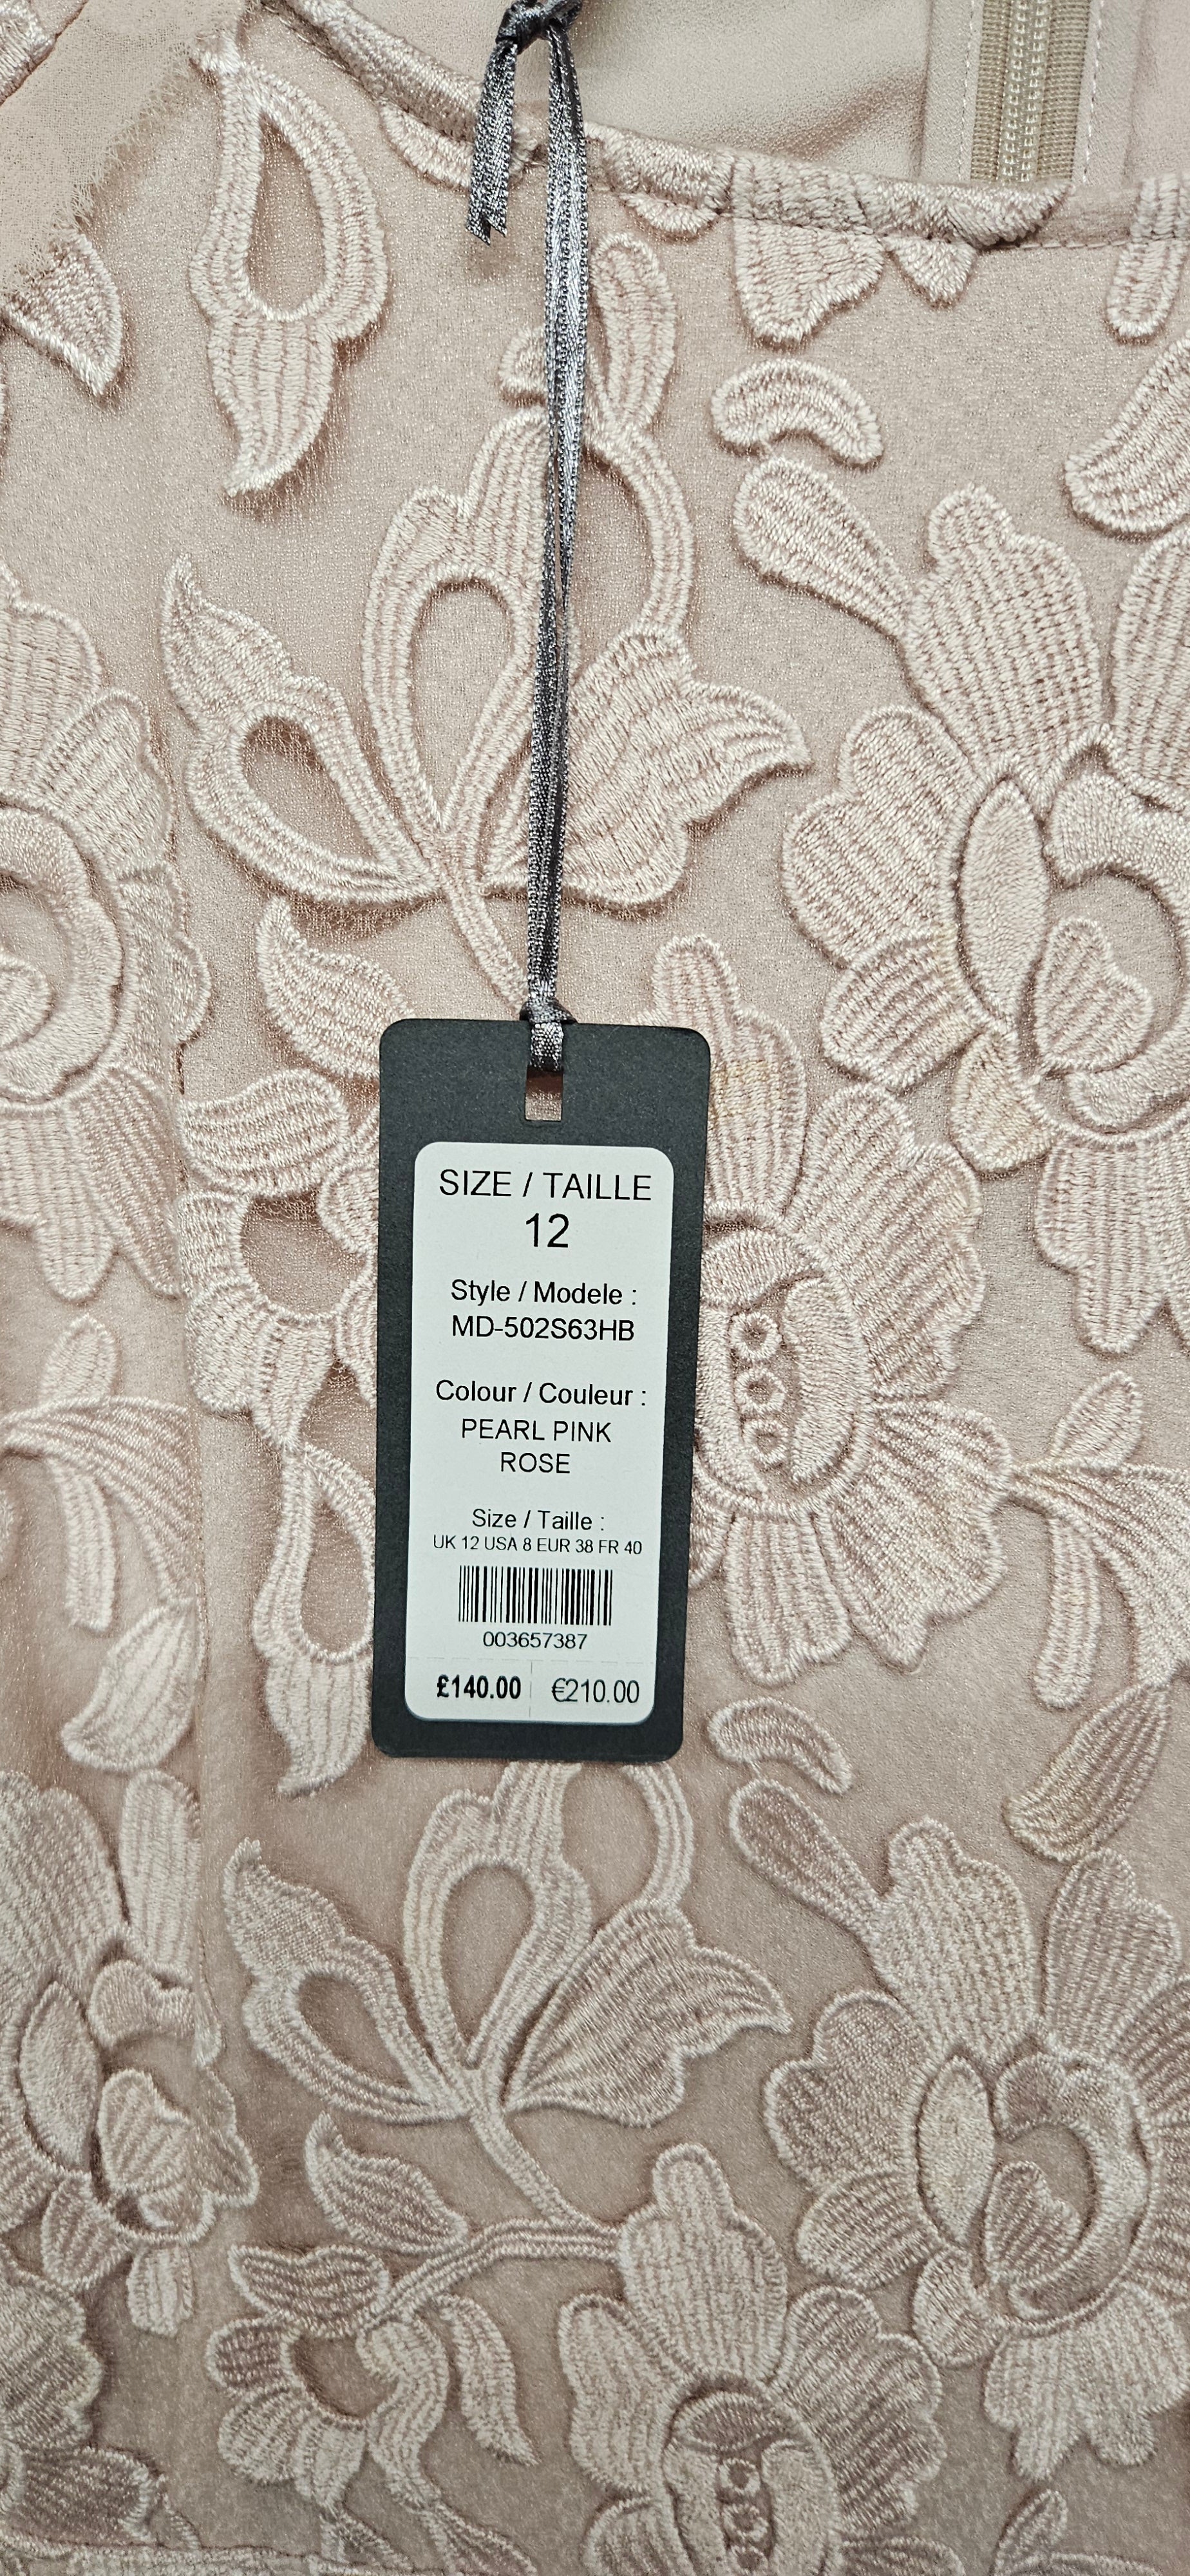 SIZE / TAILLE
12
Style / Modele :
MD-502S63HB
Colour / Couleur :
PEARL PINK
ROSE
Size / Taille :
UK 12 USA 8 EUR 38 FR 40
003657387
£140.00 €210.00